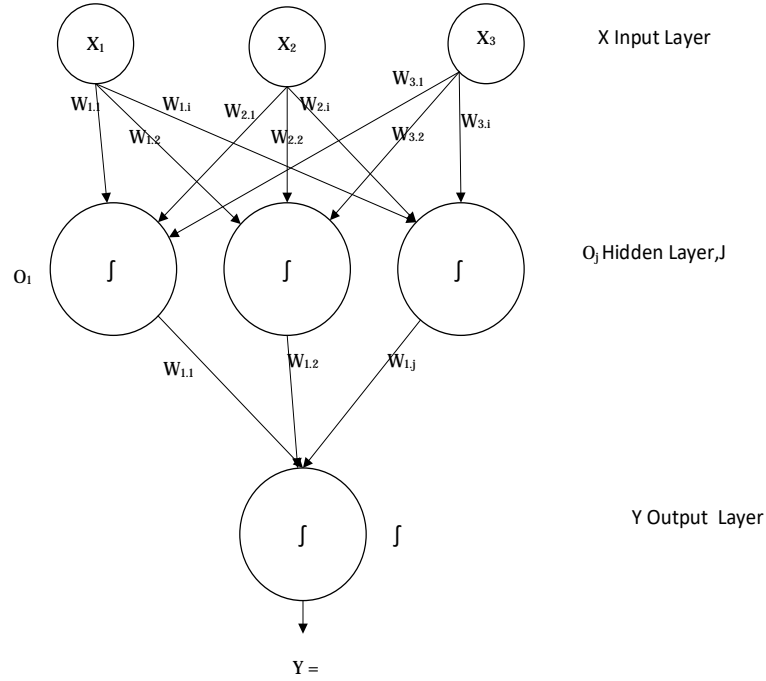 X₁ X₂ X₃ X Input Layer
W₃.₁
W₁.₁ W₁.ᵢ W₂.₁ W₂.ᵢ
W₁.₂ W₂.₂ W₃.₂ W₃.ᵢ
O₁ ∫ ∫ ∫ Oⱼ Hidden Layer,J
W₁.₁ W₁.₂ W₁.ⱼ
∫ ∫ Y Output Layer
Y =